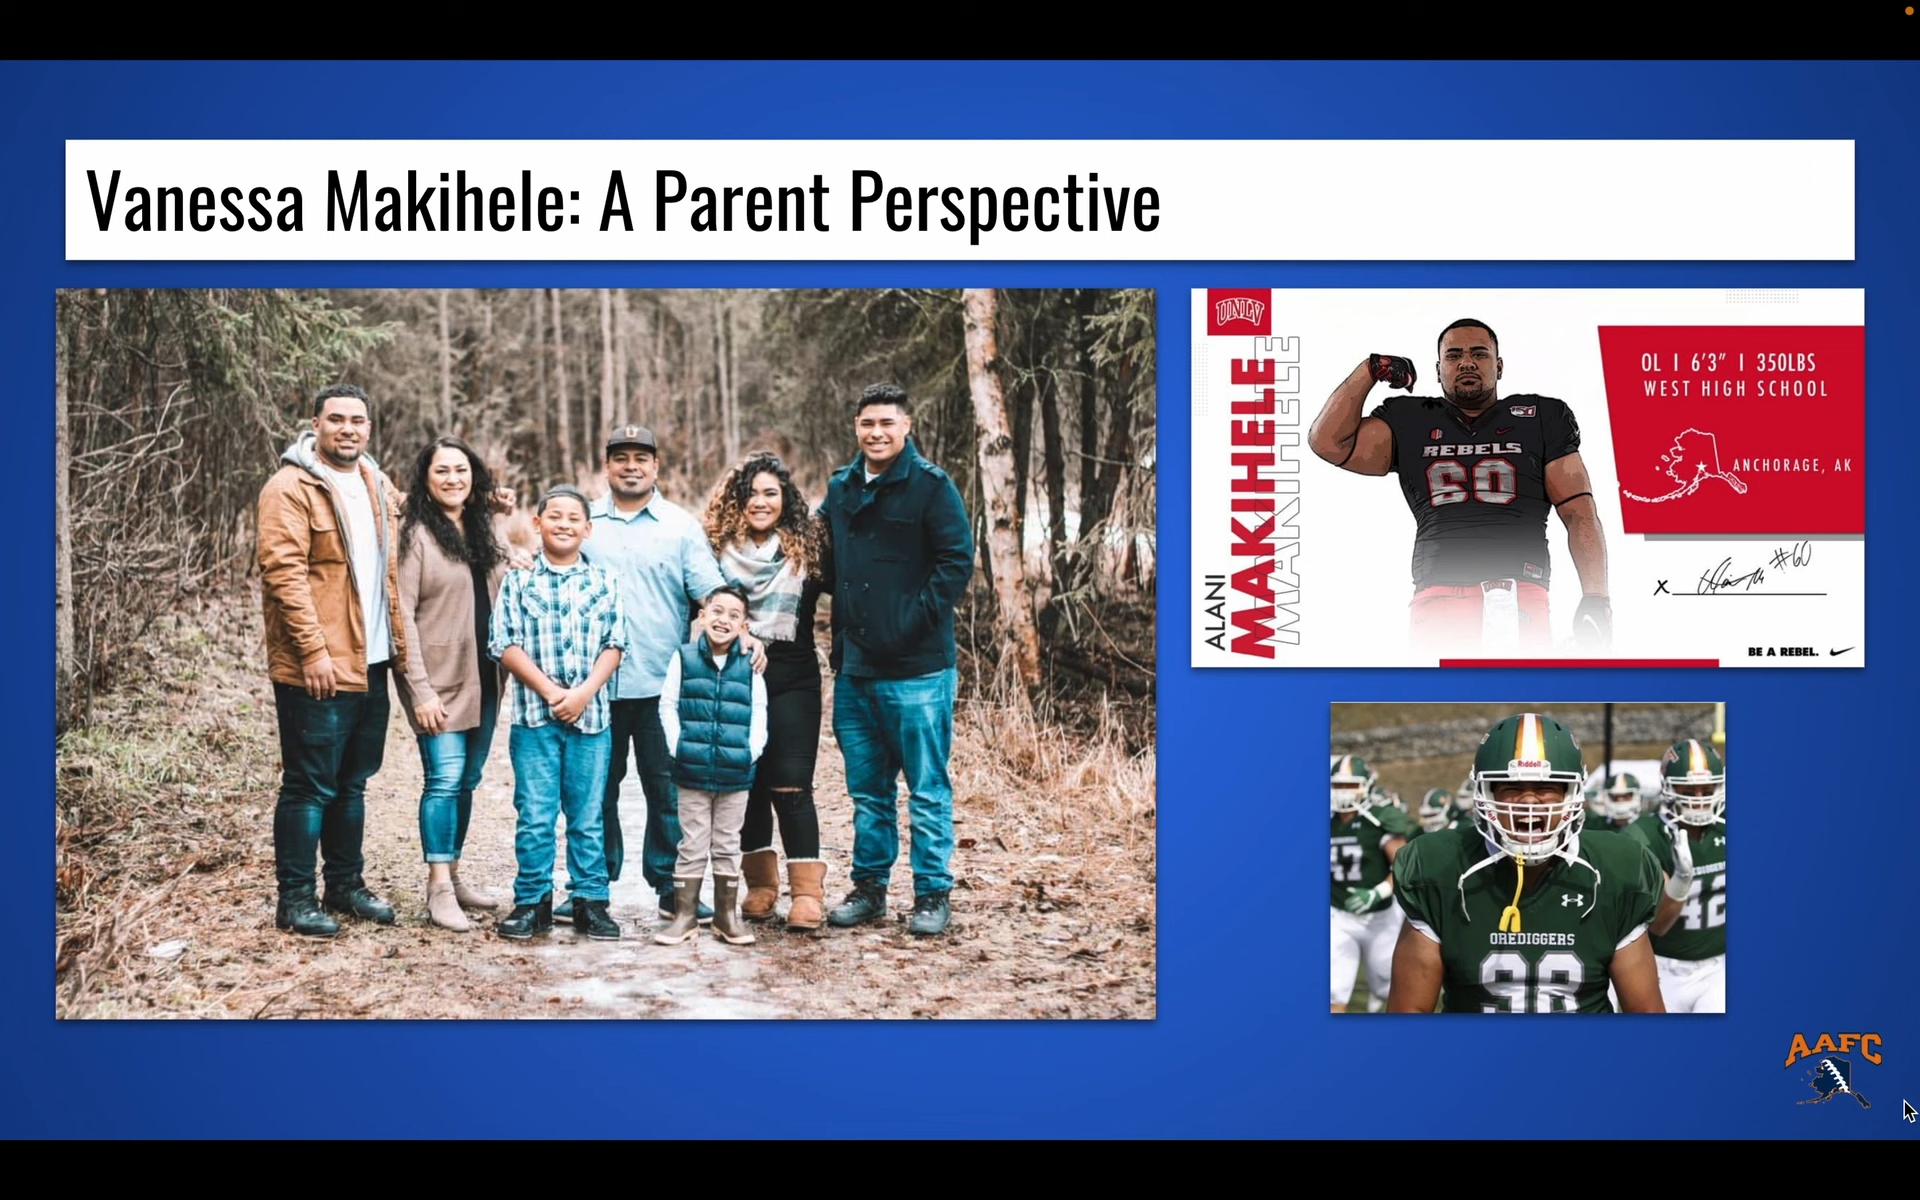 Vanessa Makihele: A Parent Perspective
UNLV
ALANI
MAKIHELE
MAKIHELE
REBELS
60
OL | 6'3" | 350LBS
WEST HIGH SCHOOL
ANCHORAGE, AK
X
#60
BE A REBEL.
Riddell
47
OREDIGGERS
98
42
AAFC